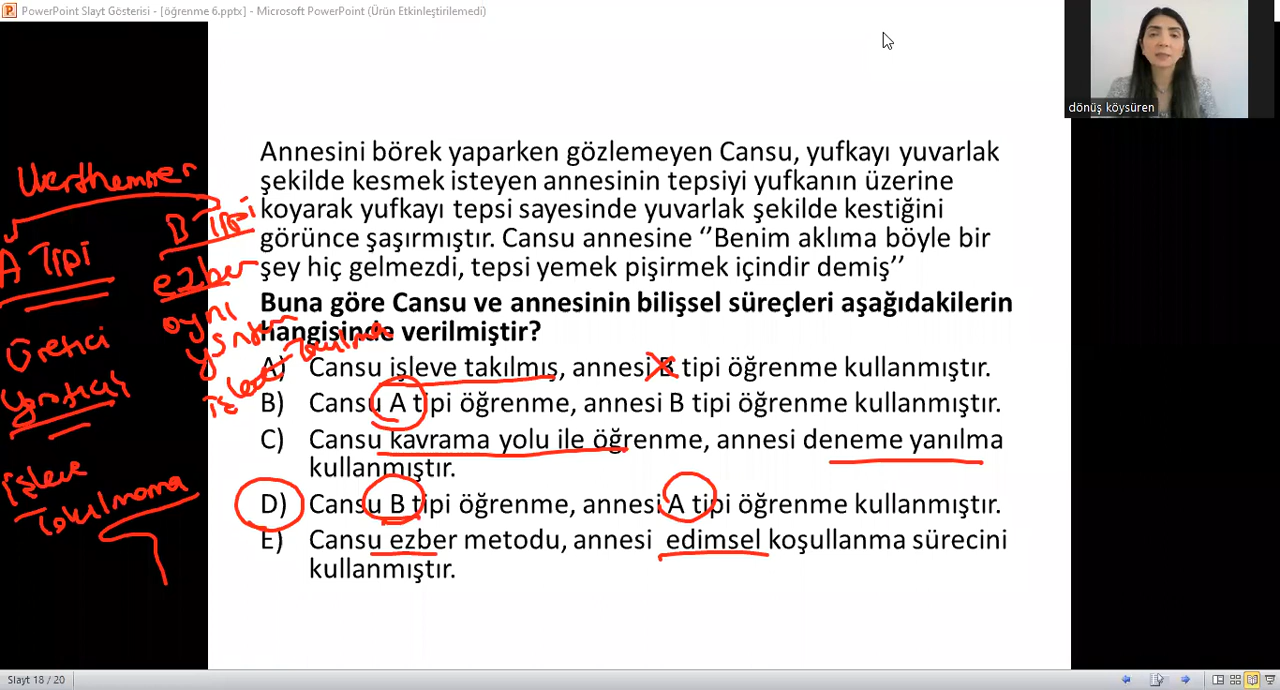 PowerPoint Slayt Gösterisi - [öğrenme 6.pptx] - Microsoft PowerPoint (Ürün Etkinleştirilemedi)
dönüş köysüren
Annesini börek yaparken gözlemeyen Cansu, yufkayı yuvarlak
şekilde kesmek isteyen annesinin tepsiyi yufkanın üzerine
koyarak yufkayı tepsi sayesinde yuvarlak şekilde kestiğini
görünce şaşırmıştır. Cansu annesine ‘’Benim aklıma böyle bir
şey hiç gelmezdi, tepsi yemek pişirmek içindir demiş’’
Buna göre Cansu ve annesinin bilişsel süreçleri aşağıdakilerin
hangisinde verilmiştir?
A) Cansu işleve takılmış, annesi B tipi öğrenme kullanmıştır.
B) Cansu A tipi öğrenme, annesi B tipi öğrenme kullanmıştır.
C) Cansu kavrama yolu ile öğrenme, annesi deneme yanılma
kullanmıştır.
D) Cansu B tipi öğrenme, annesi A tipi öğrenme kullanmıştır.
E) Cansu ezber metodu, annesi edimsel koşullanma sürecini
kullanmıştır.
A Tipi
Üretici
işleve
takılmama
B Tipi
ezber
aynı
takılma
Slayt 18 / 20